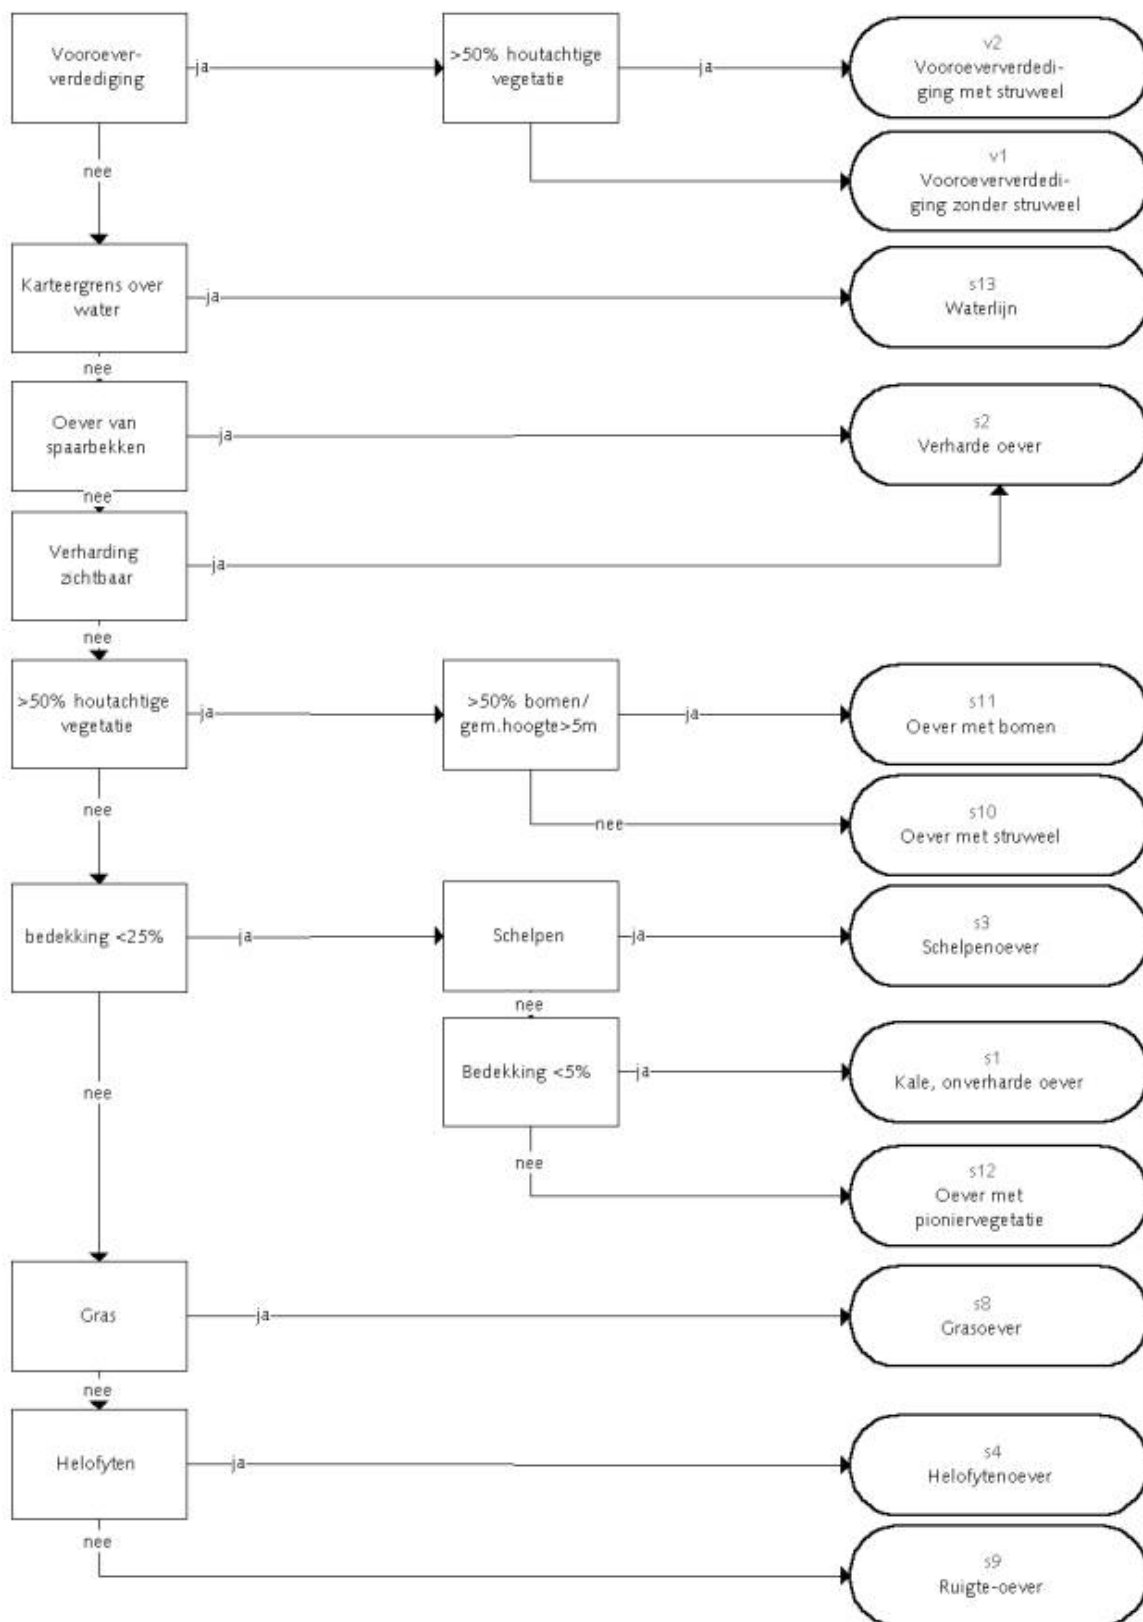 Vooroever-
verdediging
ja
>50% houtachtige
vegetatie
ja
v2
Vooroeververdedi-
ging met struweel
v1
Vooroeververdedi-
ging zonder struweel
nee
Karteergrens over
water
ja
s13
Waterlijn
nee
Oever van
spaarbekken
ja
s2
Verharde oever
nee
Verharding
zichtbaar
ja
nee
>50% houtachtige
vegetatie
ja
>50% bomen/
gem.hoogte>5m
ja
s11
Oever met bomen
nee
s10
Oever met struweel
nee
bedekking <25%
ja
Schelpen
ja
s3
Schelpenoever
nee
Bedekking <5%
ja
s1
Kale, onverharde oever
nee
s12
Oever met
pioniervegetatie
nee
Gras
ja
s8
Grasoever
nee
Helofyten
ja
s4
Helofytenoever
nee
s9
Ruigte-oever